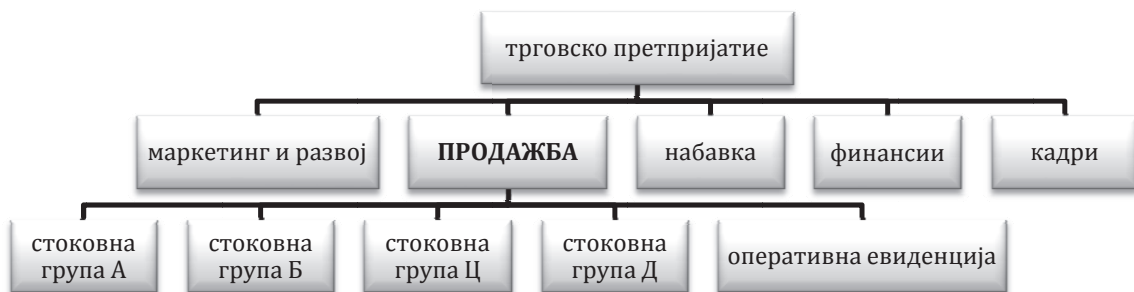 трговско претпријатие
маркетинг и развој
ПРОДАЖБА
набавка
финансии
кадри
стоковна
група А
стоковна
група Б
стоковна
група Ц
стоковна
група Д
оперативна евиденција